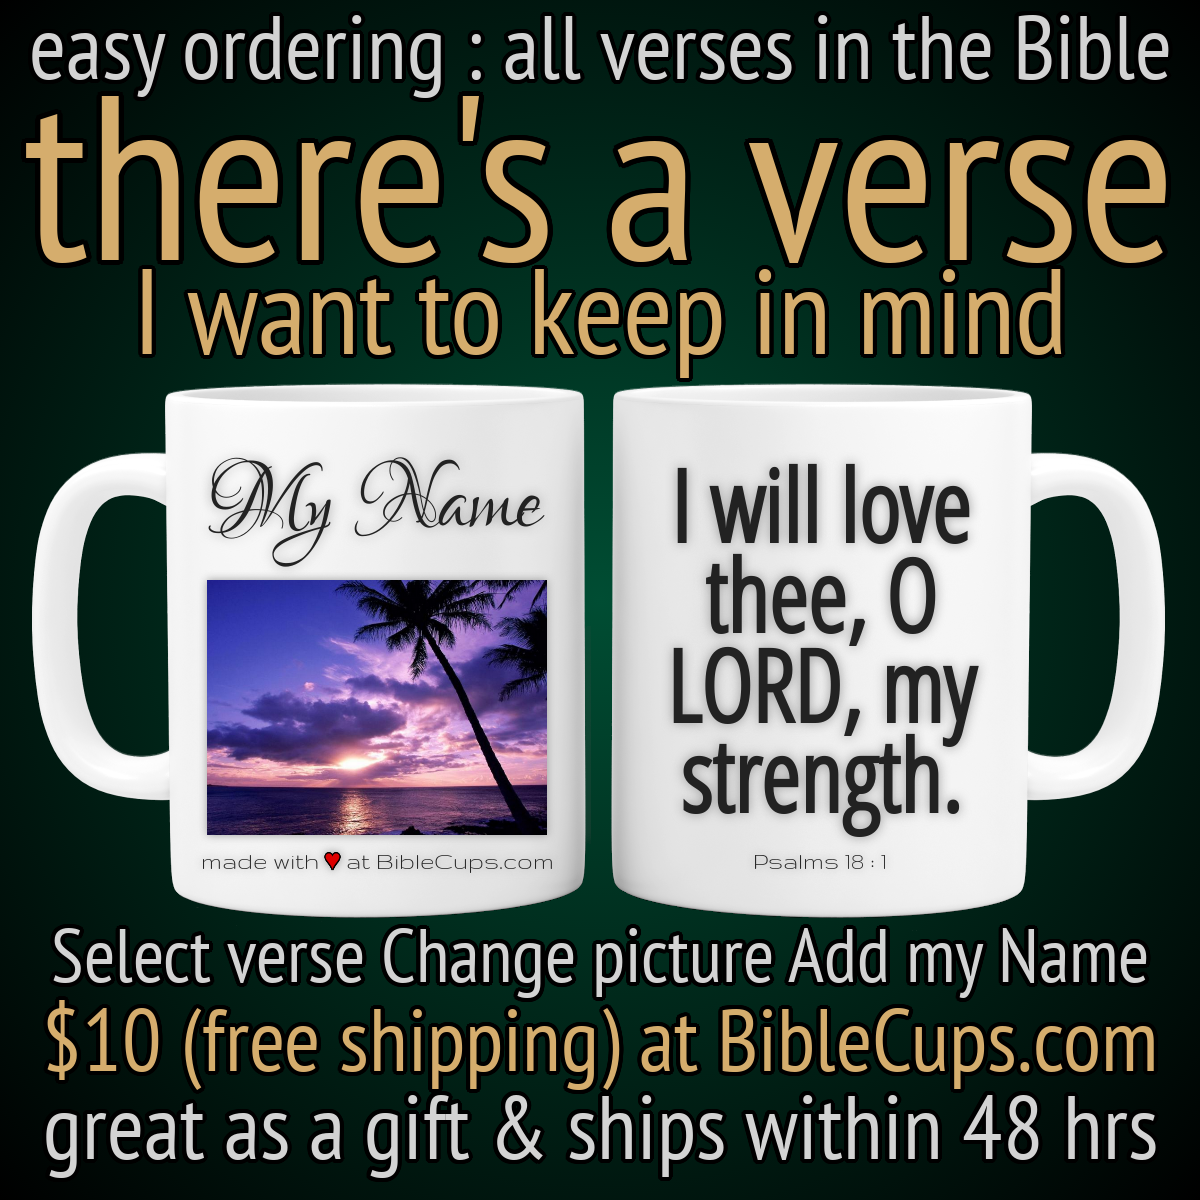 easy ordering : all verses in the Bible
there's a verse
I want to keep in mind
My Name
made with ♥ at BibleCups.com
I will love
thee, O
LORD, my
strength.
Psalms 18 : 1
Select verse Change picture Add my Name
$10 (free shipping) at BibleCups.com
great as a gift & ships within 48 hrs